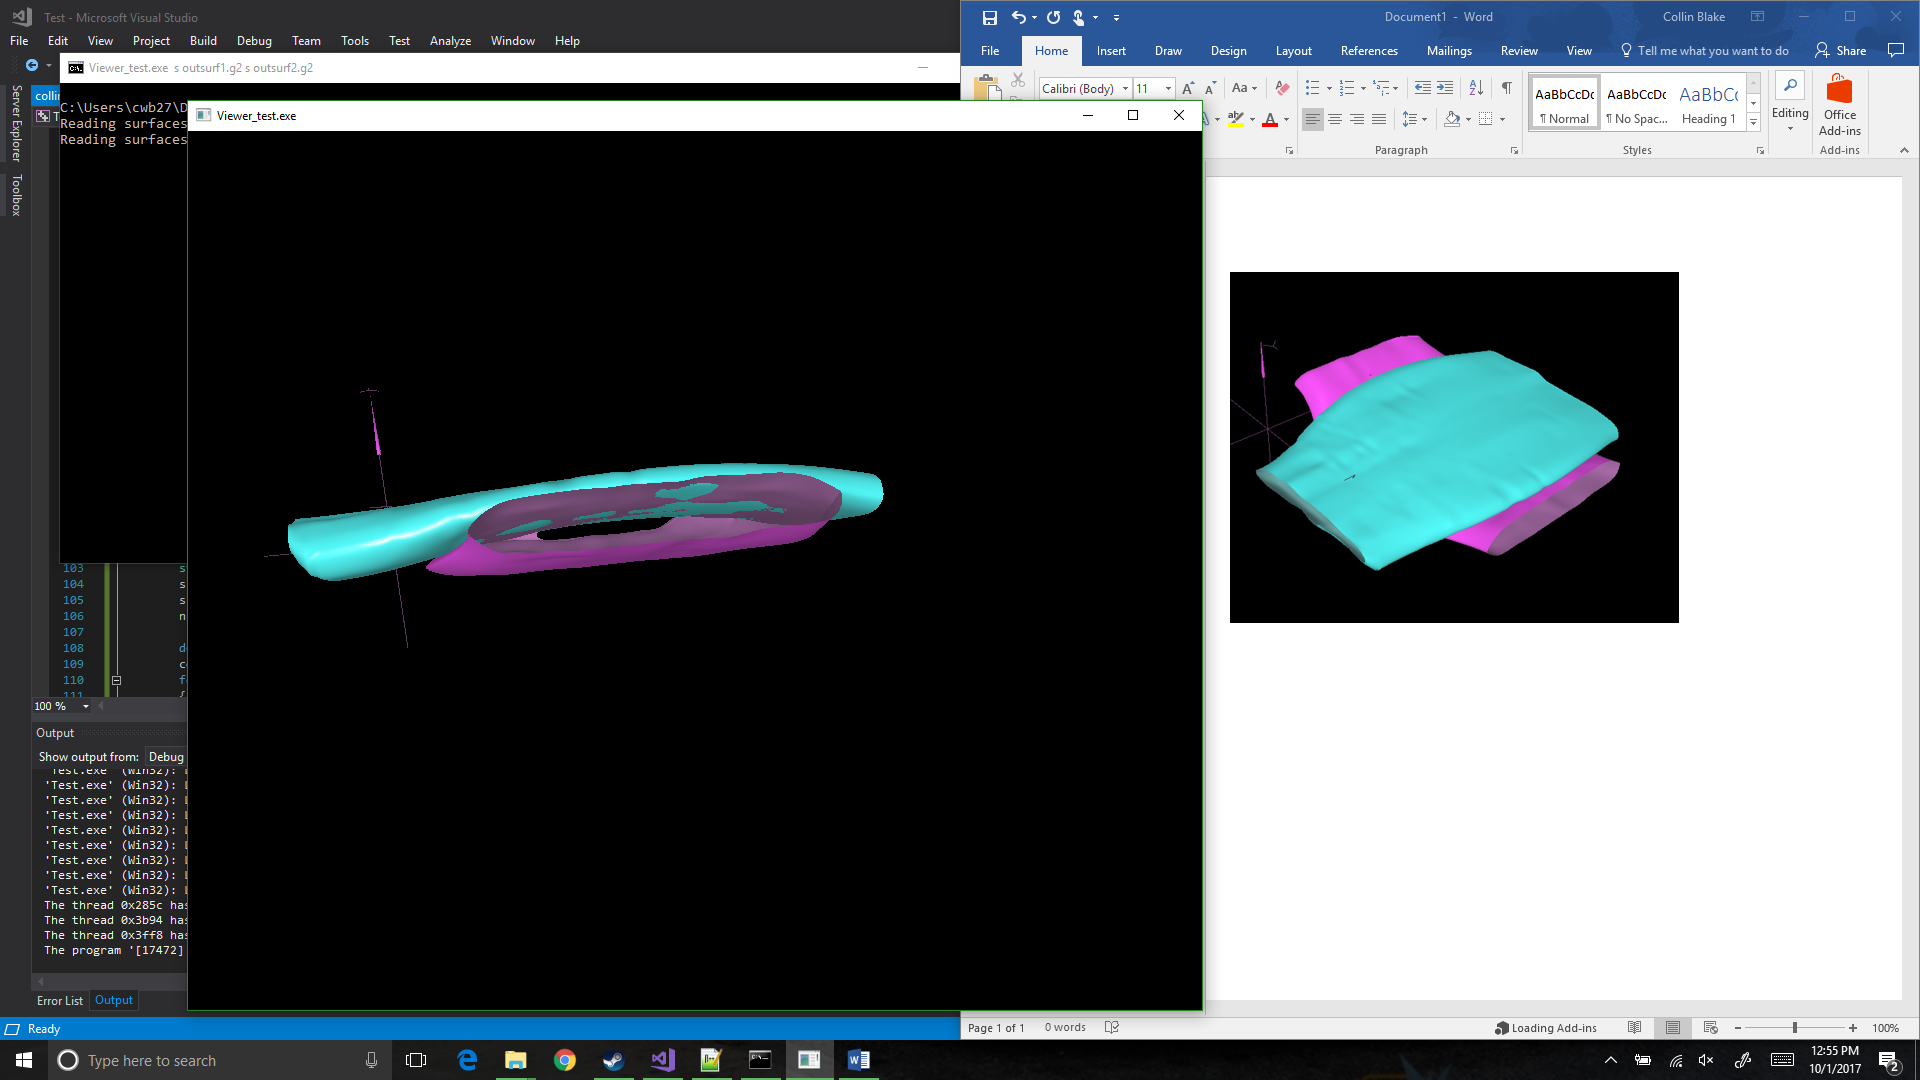 Test - Microsoft Visual Studio
File Edit View Project Build Debug Team Tools Test Analyze Window Help
Server Explorer
Toolbox
Viewer_test.exe s outsurf1.g2 s outsurf2.g2
C:\Users\cwb27\D
Reading surfaces
Reading surfaces
Viewer_test.exe
103
104
105
106
107
108
109
110
111
100 %
Output
Show output from: Debug
'Test.exe' (Win32):
'Test.exe' (Win32):
'Test.exe' (Win32):
'Test.exe' (Win32):
'Test.exe' (Win32):
'Test.exe' (Win32):
'Test.exe' (Win32):
'Test.exe' (Win32):
'Test.exe' (Win32):
The thread 0x285c has
The thread 0x3b94 has
The thread 0x3ff8 has
The program '[17472]
Error List Output
Ready
Document1 - Word
Collin Blake
File Home Insert Draw Design Layout References Mailings Review View Tell me what you want to do Share
Calibri (Body) 11
AaBbCcDc AaBbCcDc AaBbCc
¶ Normal ¶ No Spac... Heading 1
Editing
Office Add-ins
Paragraph Styles Add-ins
Page 1 of 1 0 words Loading Add-ins 100%
Type here to search
12:55 PM
10/1/2017
2